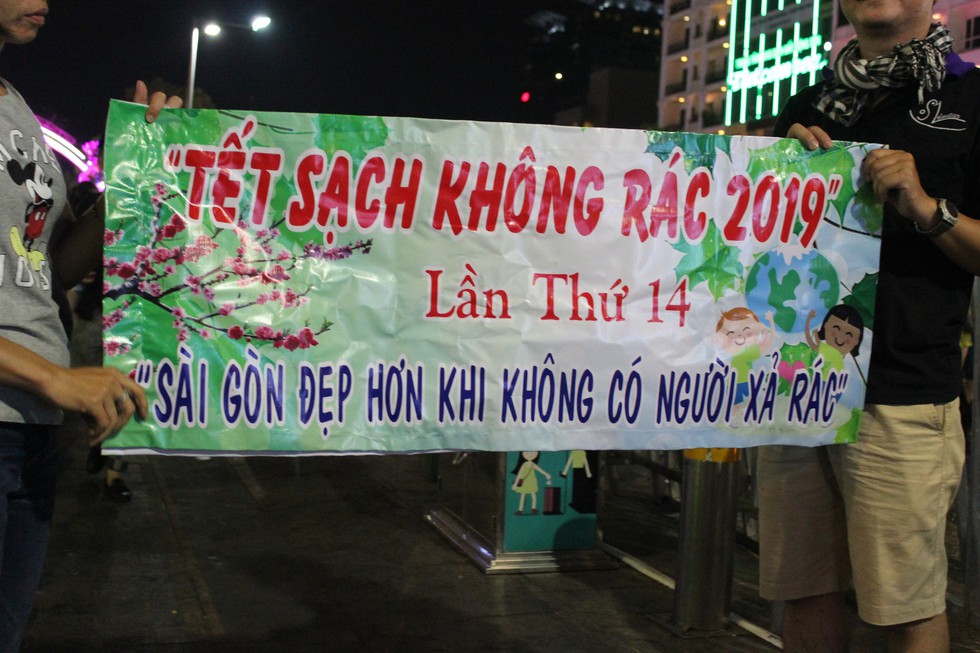 "TẾT SẠCH KHÔNG RÁC 2019"
Lần Thứ 14
"SÀI GÒN ĐẸP HƠN KHI KHÔNG CÓ NGƯỜI XẢ RÁC"